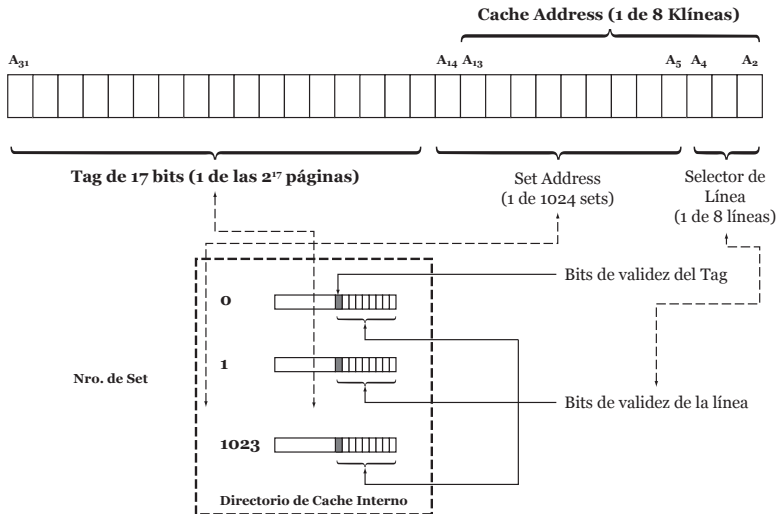 Cache Address (1 de 8 Klíneas)
A31
A14
A13
A5
A4
A2
Tag de 17 bits (1 de las 2¹⁷ páginas)
Set Address
(1 de 1024 sets)
Selector de
Línea
(1 de 8 líneas)
Bits de validez del Tag
0
1
Nro. de Set
Bits de validez de la línea
1023
Directorio de Cache Interno